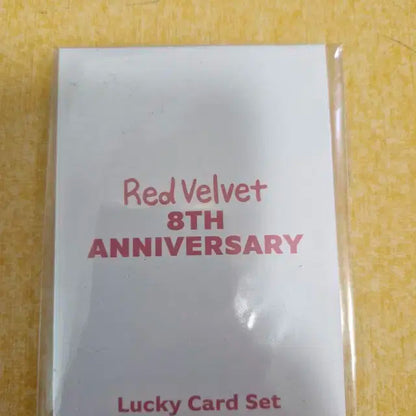 Red Velvet
8TH
ANNIVERSARY
Lucky Card Set